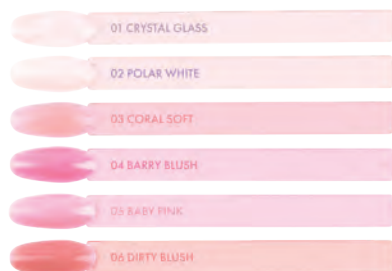 01 CRYSTAL GLASS
02 POLAR WHITE
03 CORAL SOFT
04 BARRY BLUSH
05 BABY PINK
06 DIRTY BLUSH